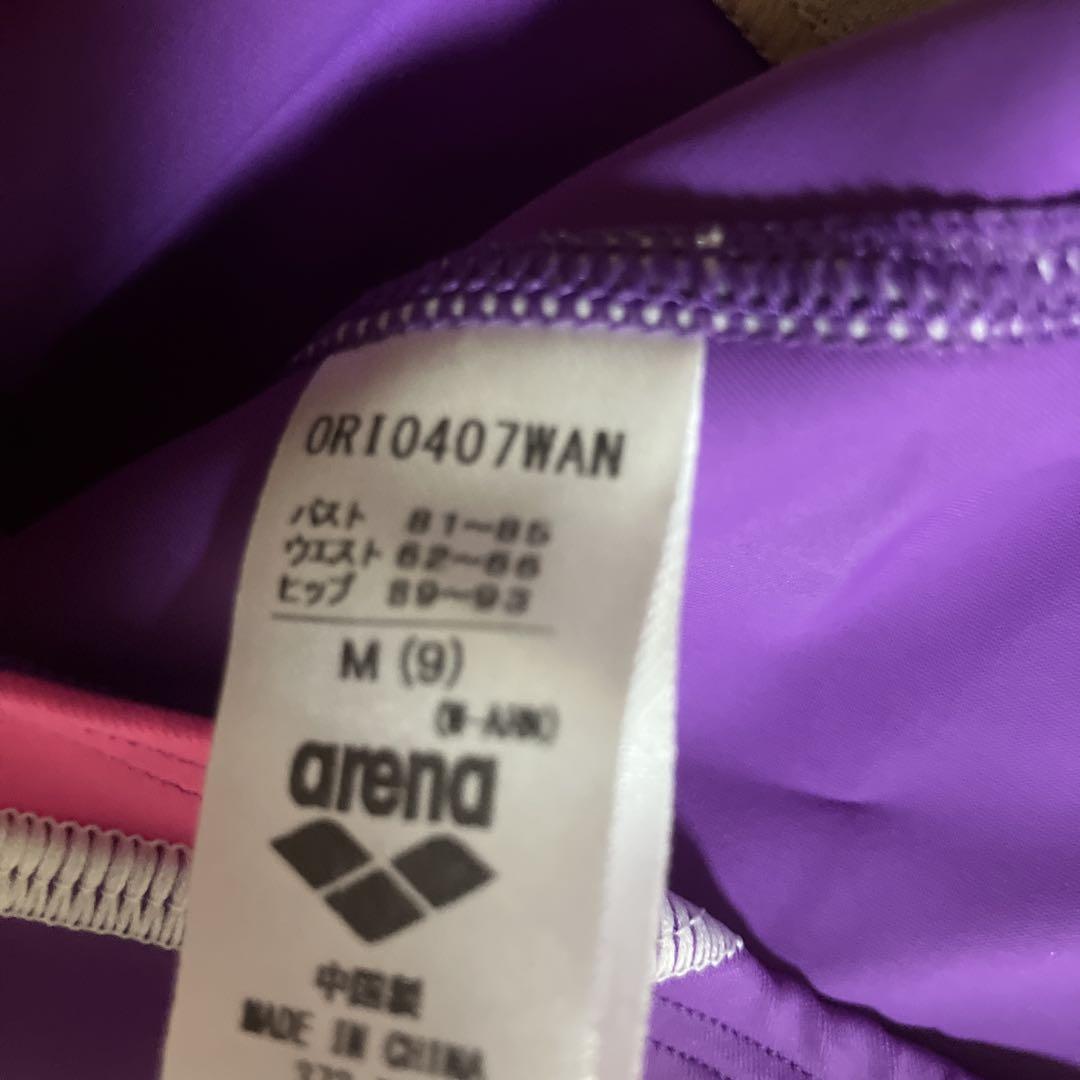 ORI0407WAN
バスト 81〜85
ウエスト 62〜66
ヒップ 89〜93
M (9)
arena
中国製
MADE IN CHINA